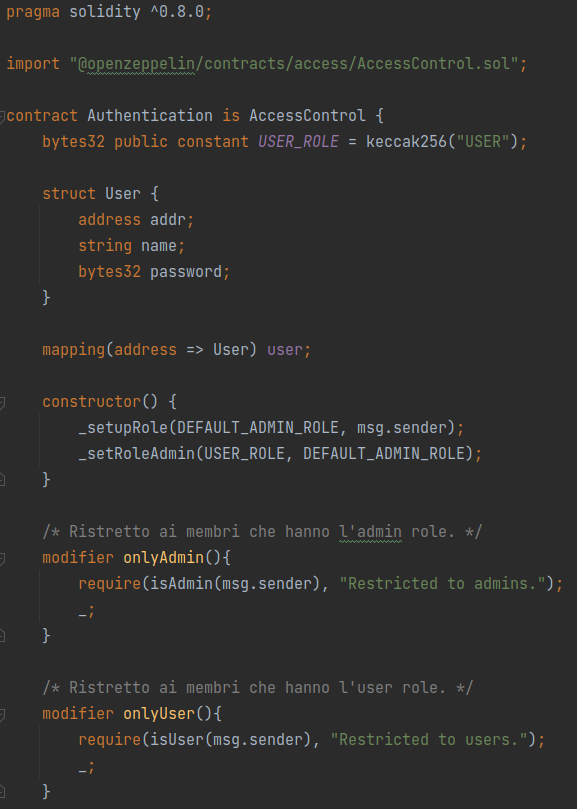 pragma solidity ^0.8.0;
import "@openzeppelin/contracts/access/AccessControl.sol";
contract Authentication is AccessControl {
bytes32 public constant USER_ROLE = keccak256("USER");
struct User {
address addr;
string name;
bytes32 password;
}
mapping(address => User) user;
constructor() {
_setupRole(DEFAULT_ADMIN_ROLE, msg.sender);
_setRoleAdmin(USER_ROLE, DEFAULT_ADMIN_ROLE);
}
/* Ristretto ai membri che hanno l'admin role. */
modifier onlyAdmin(){
require(isAdmin(msg.sender), "Restricted to admins.");
_;
}
/* Ristretto ai membri che hanno l'user role. */
modifier onlyUser(){
require(isUser(msg.sender), "Restricted to users.");
_;
}